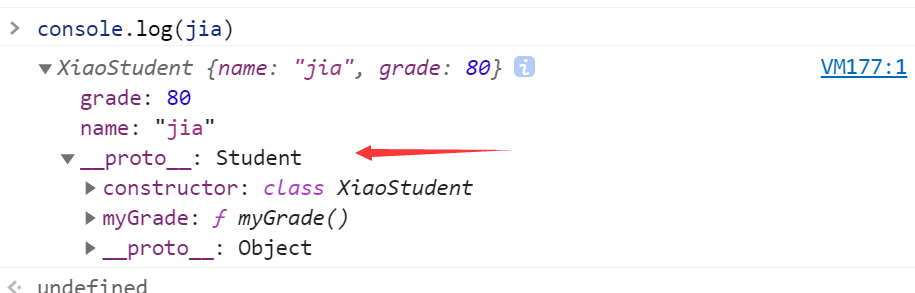 > console.log(jia)
▼XiaoStudent {name: "jia", grade: 80} i VM177:1
grade: 80
name: "jia"
▼__proto__: Student
▶constructor: class XiaoStudent
▶myGrade: ƒ myGrade()
▶__proto__: Object
undefined